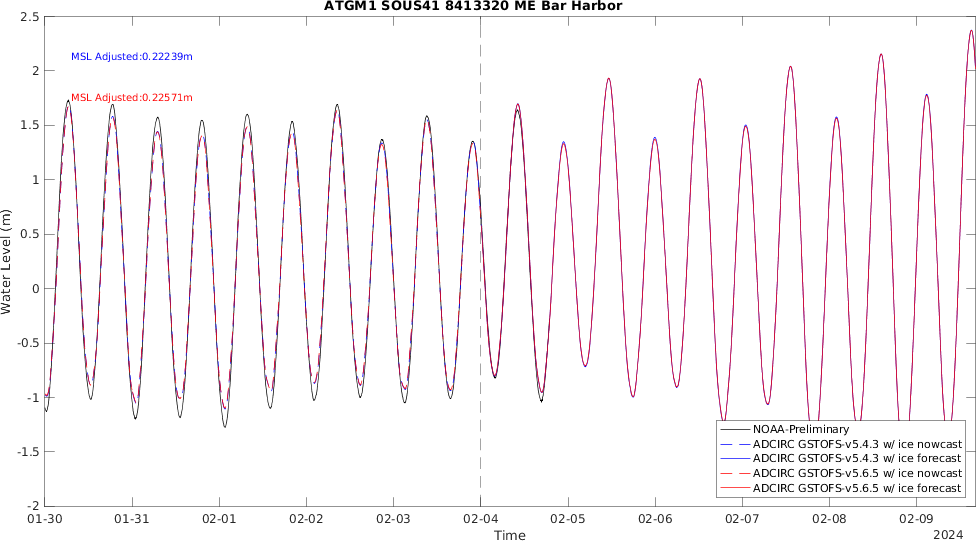 ATGM1 SOUS41 8413320 ME Bar Harbor
2.5
MSL Adjusted:0.22239m
2
MSL Adjusted:0.22571m
1.5
1
0.5
Water Level (m)
0
-0.5
-1
-1.5
-2
NOAA-Preliminary
ADCIRC GSTOFS-v5.4.3 w/ ice nowcast
ADCIRC GSTOFS-v5.4.3 w/ ice forecast
ADCIRC GSTOFS-v5.6.5 w/ ice nowcast
ADCIRC GSTOFS-v5.6.5 w/ ice forecast
01-30 01-31 02-01 02-02 02-03 02-04 02-05 02-06 02-07 02-08 02-09
Time
2024